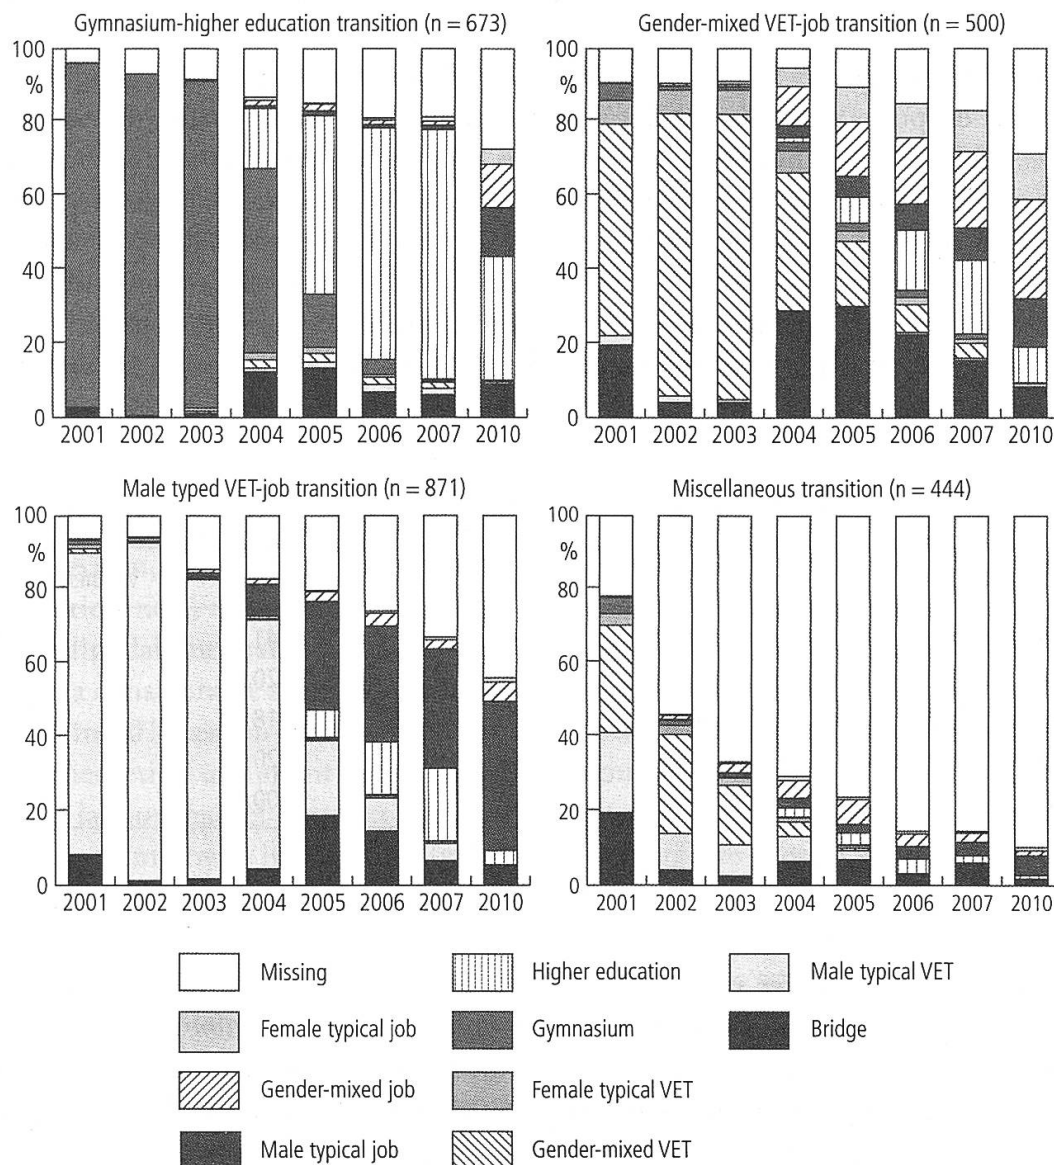 Gymnasium-higher education transition (n = 673)
100
%
80
60
40
20
0
2001 2002 2003 2004 2005 2006 2007 2010
Gender-mixed VET-job transition (n = 500)
100
%
80
60
40
20
0
2001 2002 2003 2004 2005 2006 2007 2010
Male typed VET-job transition (n = 871)
100
%
80
60
40
20
0
2001 2002 2003 2004 2005 2006 2007 2010
Miscellaneous transition (n = 444)
100
%
80
60
40
20
0
2001 2002 2003 2004 2005 2006 2007 2010
Missing
Female typical job
Gender-mixed job
Male typical job
Higher education
Gymnasium
Female typical VET
Gender-mixed VET
Male typical VET
Bridge